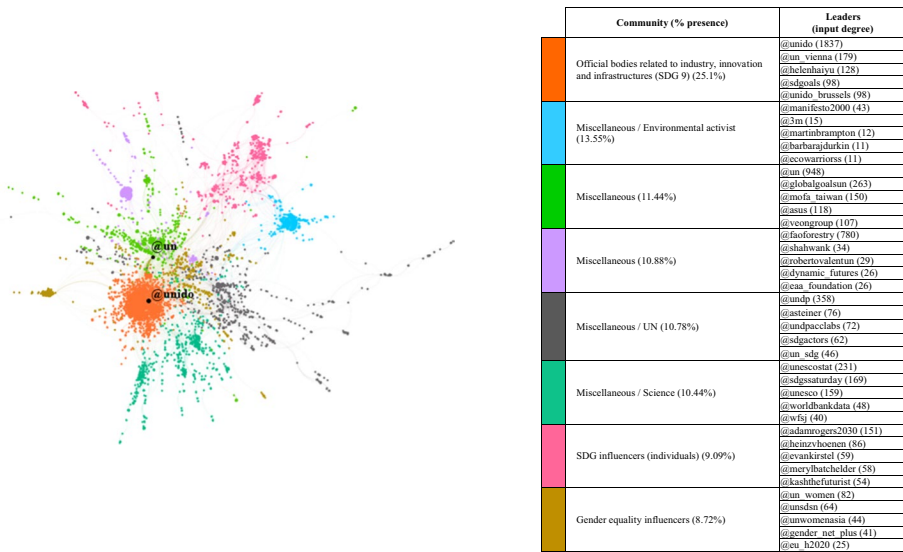 @un
@unido
Community (% presence)
Leaders
(input degree)
Official bodies related to industry, innovation
and infrastructures (SDG 9) (25.1%)
@unido (1837)
@un_vienna (179)
@helenhaiyu (128)
@sdgoals (98)
@unido_brussels (98)
Miscellaneous / Environmental activist
(13.55%)
@manifesto2000 (43)
@3m (15)
@martinbrampton (12)
@barbarajdurkin (11)
@ecowarriorss (11)
Miscellaneous (11.44%)
@un (948)
@globalgoalsun (263)
@mofa_taiwan (150)
@asus (118)
@veongroup (107)
Miscellaneous (10.88%)
@faoforestry (780)
@shahwank (34)
@robertovalentun (29)
@dynamic_futures (26)
@eaa_foundation (26)
Miscellaneous / UN (10.78%)
@undp (358)
@asteiner (76)
@undpacclabs (72)
@sdgactors (62)
@un_sdg (46)
Miscellaneous / Science (10.44%)
@unescostat (231)
@sdgssaturday (169)
@unesco (159)
@worldbankdata (48)
@wfsj (40)
SDG influencers (individuals) (9.09%)
@adamrogers2030 (151)
@heinzvhoenen (86)
@evankirstel (59)
@merylbatchelder (58)
@kashthefuturist (54)
Gender equality influencers (8.72%)
@un_women (82)
@unsdsn (64)
@unwomenasia (44)
@gender_net_plus (41)
@eu_h2020 (25)